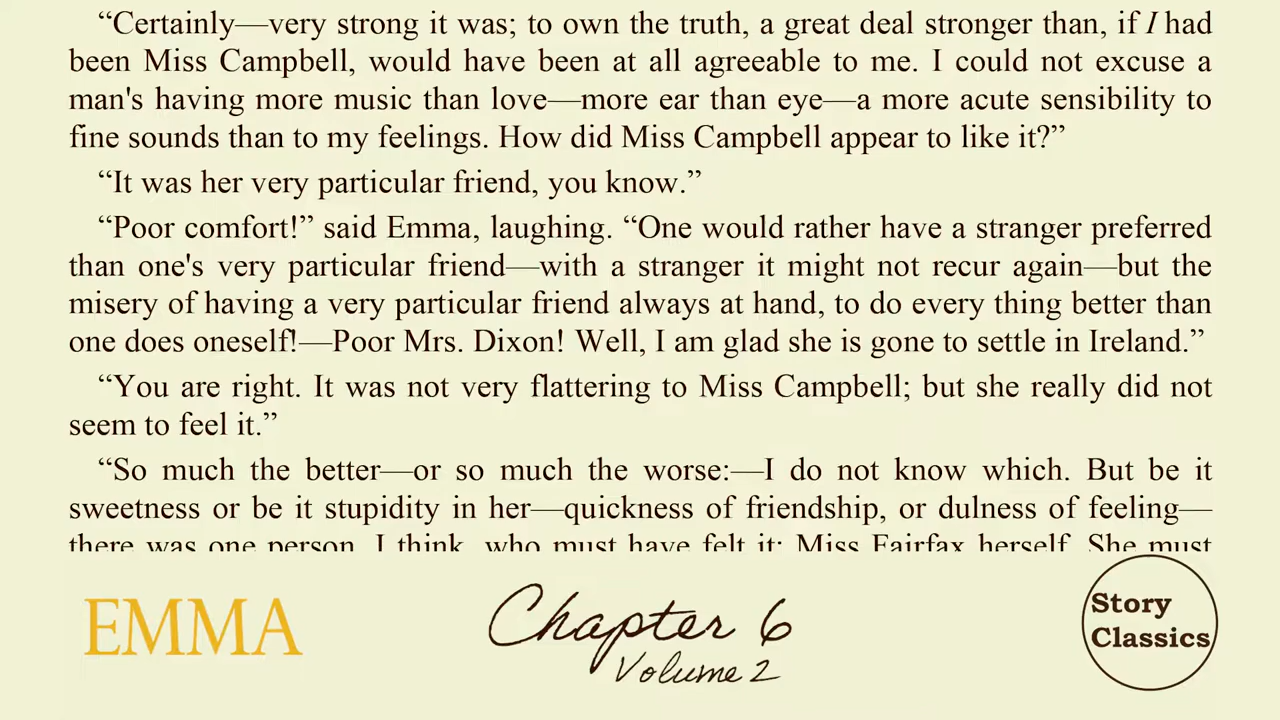 “Certainly—very strong it was; to own the truth, a great deal stronger than, if I had
been Miss Campbell, would have been at all agreeable to me. I could not excuse a
man's having more music than love—more ear than eye—a more acute sensibility to
fine sounds than to my feelings. How did Miss Campbell appear to like it?”
“It was her very particular friend, you know.”
“Poor comfort!” said Emma, laughing. “One would rather have a stranger preferred
than one's very particular friend—with a stranger it might not recur again—but the
misery of having a very particular friend always at hand, to do every thing better than
one does oneself!—Poor Mrs. Dixon! Well, I am glad she is gone to settle in Ireland.”
“You are right. It was not very flattering to Miss Campbell; but she really did not
seem to feel it.”
“So much the better—or so much the worse:—I do not know which. But be it
sweetness or be it stupidity in her—quickness of friendship, or dulness of feeling—
there was one person, I think, who must have felt it: Miss Fairfax herself. She must
EMMA
Chapter 6
Volume 2
Story
Classics